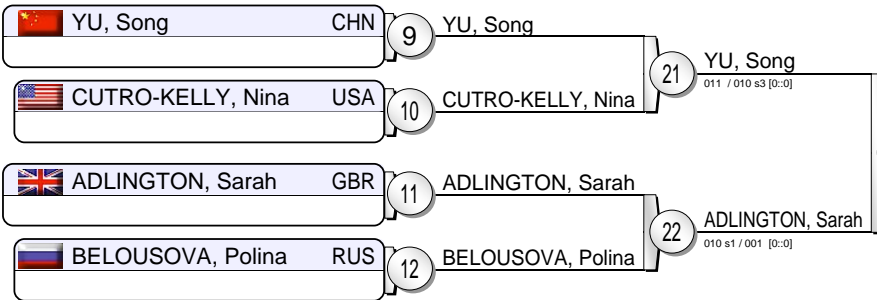 YU, Song CHN
9
YU, Song
CUTRO-KELLY, Nina USA
10
CUTRO-KELLY, Nina
21
YU, Song
011 / 010 s3 [0::0]
ADLINGTON, Sarah GBR
11
ADLINGTON, Sarah
BELOUSOVA, Polina RUS
12
BELOUSOVA, Polina
22
ADLINGTON, Sarah
010 s1 / 001 [0::0]